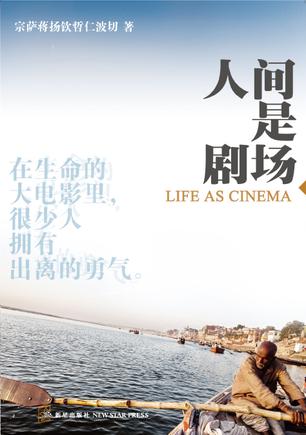 宗萨蒋扬钦哲仁波切 著
人间是剧场
LIFE AS CINEMA
在生命的
大电影里，
很少人
拥有
出离的勇气。
新星出版社 NEW STAR PRESS